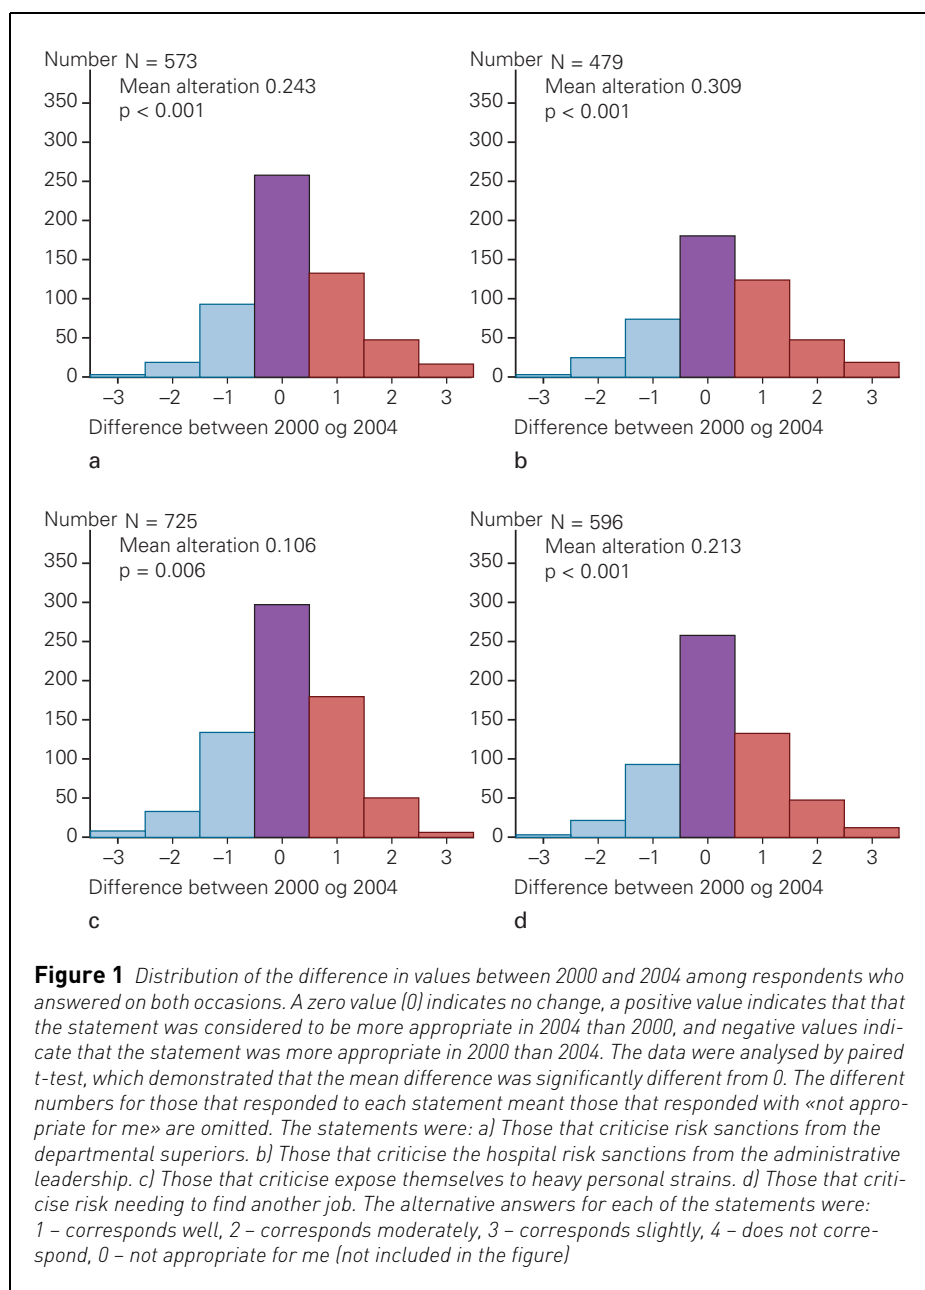 Number N = 573
Mean alteration 0.243
p < 0.001
350
300
250
200
150
100
50
0
–3 –2 –1 0 1 2 3
Difference between 2000 og 2004
a
Number N = 479
Mean alteration 0.309
p < 0.001
350
300
250
200
150
100
50
0
–3 –2 –1 0 1 2 3
Difference between 2000 og 2004
b
Number N = 725
Mean alteration 0.106
p = 0.006
350
300
250
200
150
100
50
0
–3 –2 –1 0 1 2 3
Difference between 2000 og 2004
c
Number N = 596
Mean alteration 0.213
p < 0.001
350
300
250
200
150
100
50
0
–3 –2 –1 0 1 2 3
Difference between 2000 og 2004
d
Figure 1 Distribution of the difference in values between 2000 and 2004 among respondents who
answered on both occasions. A zero value (0) indicates no change, a positive value indicates that that
the statement was considered to be more appropriate in 2004 than 2000, and negative values indi-
cate that the statement was more appropriate in 2000 than 2004. The data were analysed by paired
t-test, which demonstrated that the mean difference was significantly different from 0. The different
numbers for those that responded to each statement meant those that responded with «not appro-
priate for me» are omitted. The statements were: a) Those that criticise risk sanctions from the
departmental superiors. b) Those that criticise the hospital risk sanctions from the administrative
leadership. c) Those that criticise expose themselves to heavy personal strains. d) Those that criti-
cise risk needing to find another job. The alternative answers for each of the statements were:
1 – corresponds well, 2 – corresponds moderately, 3 – corresponds slightly, 4 – does not corre-
spond, 0 – not appropriate for me (not included in the figure)